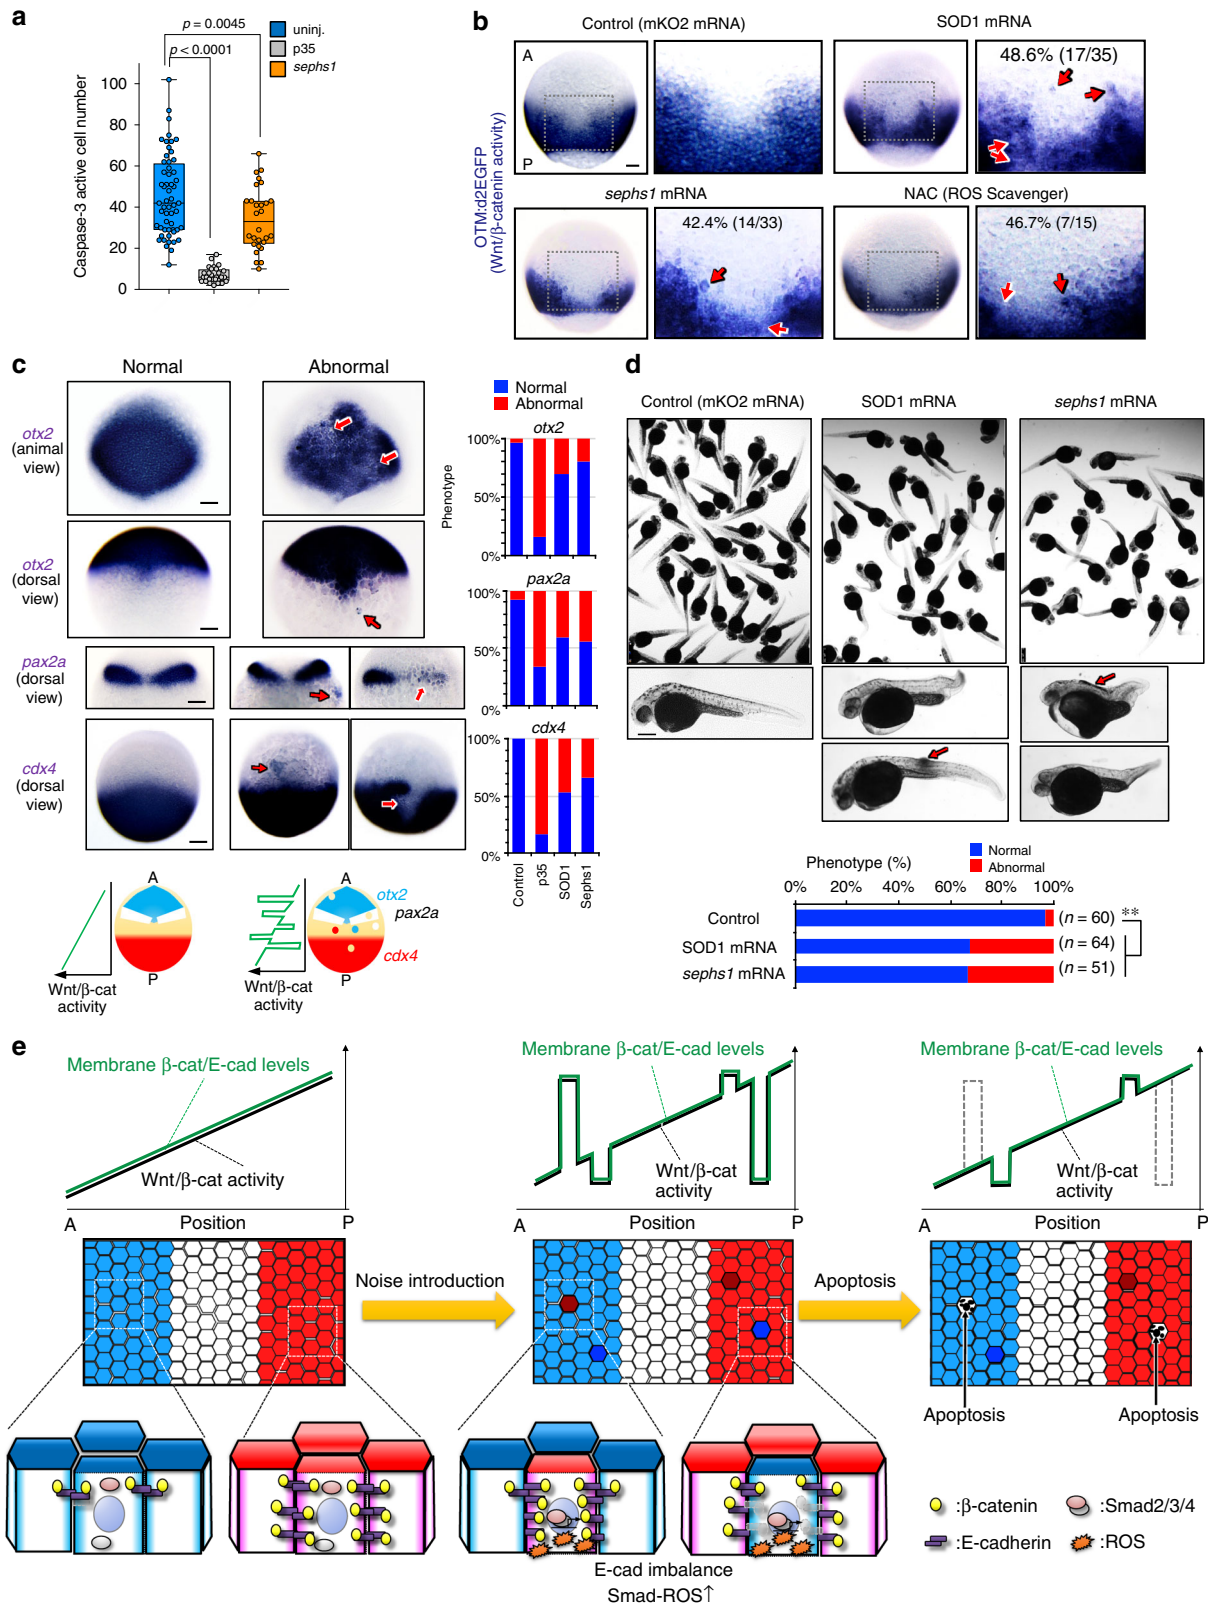 a
p = 0.0045
p < 0.0001
uninj.
p35
sephs1
Caspase-3 active cell number
100
80
60
40
20
0
b
Control (mKO2 mRNA)
SOD1 mRNA
A
P
48.6% (17/35)
OTM:d2EGFP
(Wnt/β-catenin activity)
sephs1 mRNA
NAC (ROS Scavenger)
42.4% (14/33)
46.7% (7/15)
c
Normal
Abnormal
otx2
(animal
view)
otx2
(dorsal
view)
pax2a
(dorsal
view)
cdx4
(dorsal
view)
Normal
Abnormal
Phenotype
otx2
100%
50%
0%
pax2a
100%
50%
0%
cdx4
100%
50%
0%
Control
p35
SOD1
Sephs1
A
P
Wnt/β-cat
activity
A
P
Wnt/β-cat
activity
otx2
pax2a
cdx4
d
Control (mKO2 mRNA)
SOD1 mRNA
sephs1 mRNA
Normal
Abnormal
Phenotype (%)
0%
20%
40%
60%
80%
100%
Control
(n = 60)
**
SOD1 mRNA
(n = 64)
sephs1 mRNA
(n = 51)
e
Membrane β-cat/E-cad levels
Wnt/β-cat activity
A
Position
P
Membrane β-cat/E-cad levels
Wnt/β-cat
activity
A
Position
P
Membrane β-cat/E-cad levels
Wnt/β-cat
activity
A
Position
P
Noise introduction
Apoptosis
Apoptosis
Apoptosis
E-cad imbalance
Smad-ROS↑
:β-catenin
:Smad2/3/4
:E-cadherin
:ROS